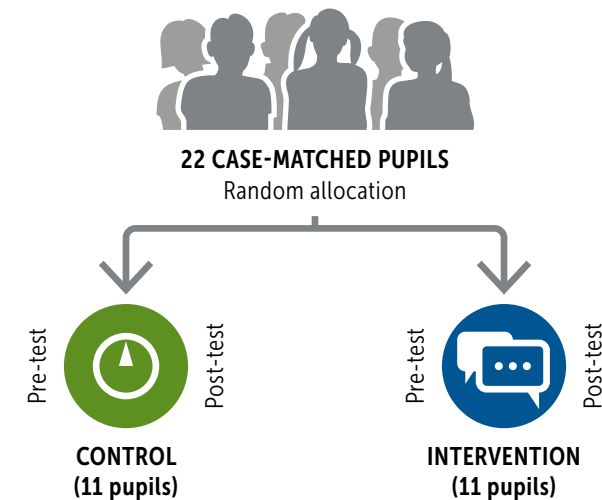 22 CASE-MATCHED PUPILS
Random allocation
Pre-test
Post-test
CONTROL
(11 pupils)
Pre-test
Post-test
INTERVENTION
(11 pupils)